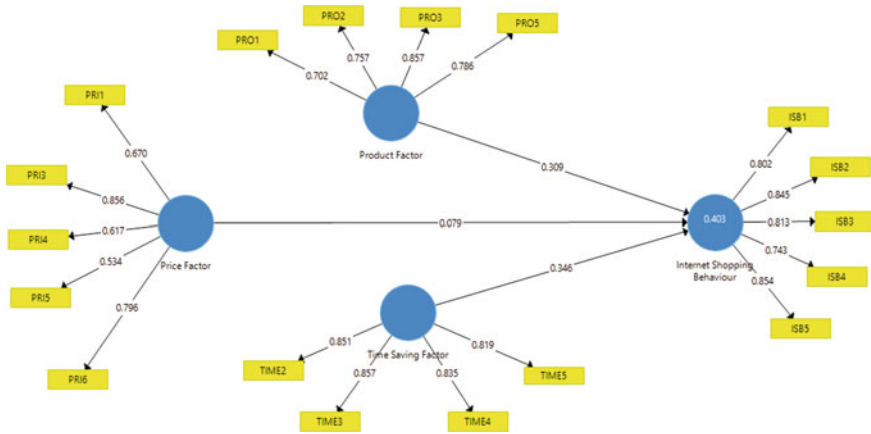 PRO2
PRO3
PRO1
PRO5
0.757
0.857
0.702
0.786
Product Factor
PRI1
0.670
PRI3
0.856
PRI4
0.617
PRI5
0.534
0.796
PRI6
Price Factor
0.309
0.079
0.346
ISB1
0.802
ISB2
0.845
0.403
0.813
ISB3
0.743
ISB4
0.854
ISB5
Internet Shopping
Behaviour
Time Saving Factor
0.851
0.819
TIME2
0.857
0.835
TIME5
TIME3
TIME4